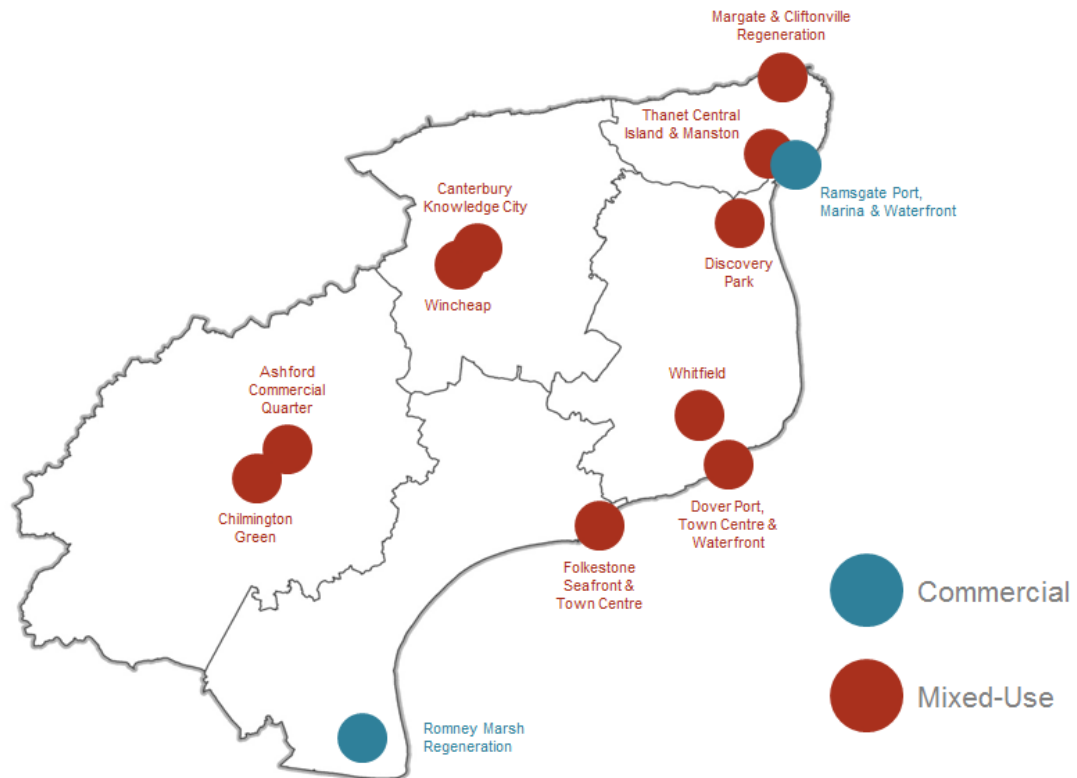 Margate & Cliftonville
Regeneration
Thanet Central
Island & Manston
Ramsgate Port,
Marina & Waterfront
Canterbury
Knowledge City
Discovery
Park
Wincheap
Ashford
Commercial
Quarter
Whitfield
Chilmington
Green
Dover Port,
Town Centre &
Waterfront
Folkestone
Seafront &
Town Centre
Commercial
Mixed-Use
Romney Marsh
Regeneration